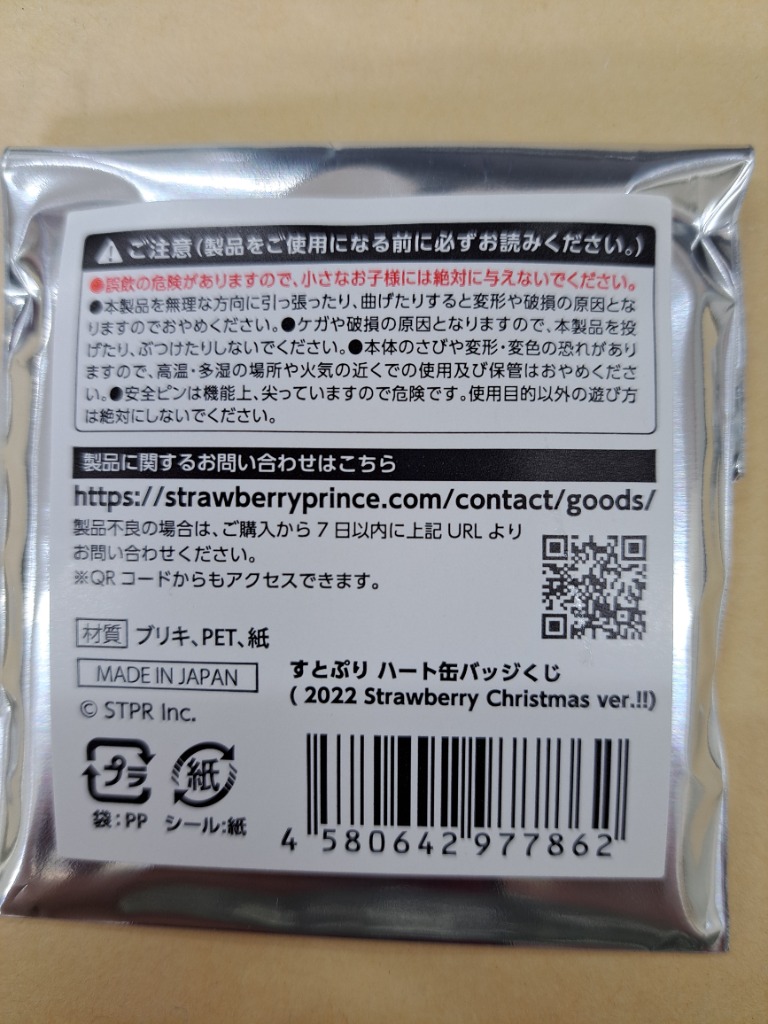 ご注意(製品をご使用になる前に必ずお読みください。)
●誤飲の危険がありますので、小さなお子様には絶対に与えないでください。
●本製品を無理な方向に引っ張ったり、曲げたりすると変形や破損の原因とな
りますのでおやめください。●ケガや破損の原因となりますので、本製品を投
げたり、ぶつけたりしないでください。●本体のさびや変形・変色の恐れがあり
ますので、高温・多湿の場所や火気の近くでの使用及び保管はおやめくださ
い。●安全ピンは機能上、尖っていますので危険です。使用目的以外の遊び方
は絶対にしないでください。
製品に関するお問い合わせはこちら
https://strawberryprince.com/contact/goods/
製品不良の場合は、ご購入から7日以内に上記URLより
お問い合わせください。
※QRコードからもアクセスできます。
材質 ブリキ、PET、紙
MADE IN JAPAN
© STPR Inc.
すとぷり ハート缶バッジくじ
( 2022 Strawberry Christmas ver.!!)
プラ 紙
袋:PP シール:紙
4 580642 977862